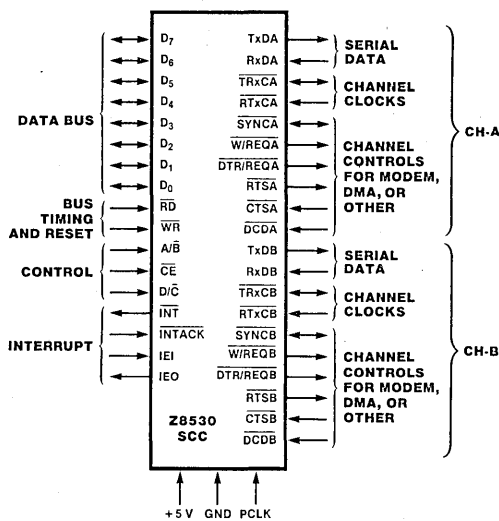 DATA BUS
BUS
TIMING
AND RESET
CONTROL
INTERRUPT
D7
D6
D5
D4
D3
D2
D1
D0
RD
WR
A/B
CE
D/C
INT
INTACK
IEI
IEO
TxDA
RxDA
TRxCA
RTxCA
SYNCA
W/REQA
DTR/REQA
RTSA
CTSA
DCDA
TxDB
RxDB
TRxCB
RTxCB
SYNCB
W/REQB
DTR/REQB
RTSB
CTSB
DCDB
Z8530
SCC
SERIAL
DATA
CHANNEL
CLOCKS
CHANNEL
CONTROLS
FOR MODEM,
DMA, OR
OTHER
CH-A
SERIAL
DATA
CHANNEL
CLOCKS
CHANNEL
CONTROLS
FOR MODEM,
DMA, OR
OTHER
CH-B
+5 V GND PCLK